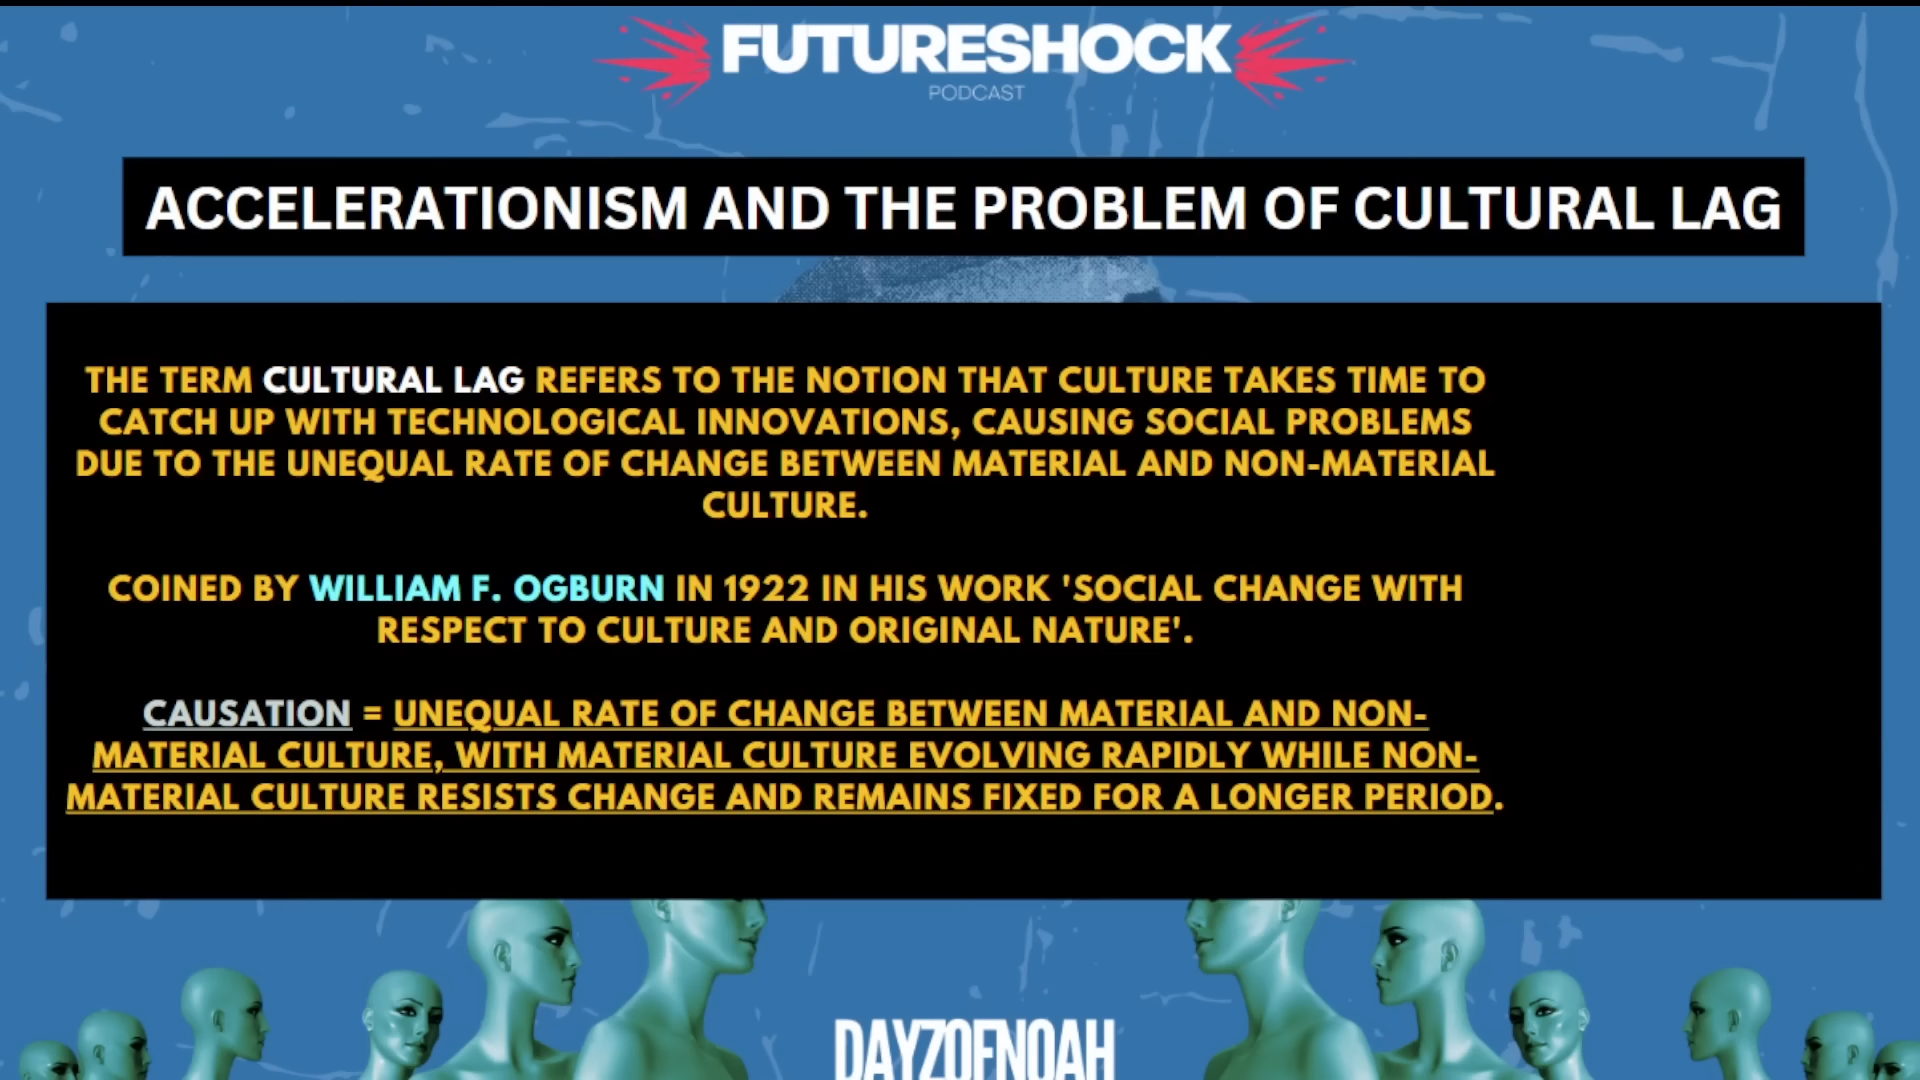 FUTURESHOCK
PODCAST
ACCELERATIONISM AND THE PROBLEM OF CULTURAL LAG
THE TERM CULTURAL LAG REFERS TO THE NOTION THAT CULTURE TAKES TIME TO
CATCH UP WITH TECHNOLOGICAL INNOVATIONS, CAUSING SOCIAL PROBLEMS
DUE TO THE UNEQUAL RATE OF CHANGE BETWEEN MATERIAL AND NON-MATERIAL
CULTURE.
COINED BY WILLIAM F. OGBURN IN 1922 IN HIS WORK 'SOCIAL CHANGE WITH
RESPECT TO CULTURE AND ORIGINAL NATURE'.
CAUSATION = UNEQUAL RATE OF CHANGE BETWEEN MATERIAL AND NON-
MATERIAL CULTURE, WITH MATERIAL CULTURE EVOLVING RAPIDLY WHILE NON-
MATERIAL CULTURE RESISTS CHANGE AND REMAINS FIXED FOR A LONGER PERIOD.
DAYZOFNOAH